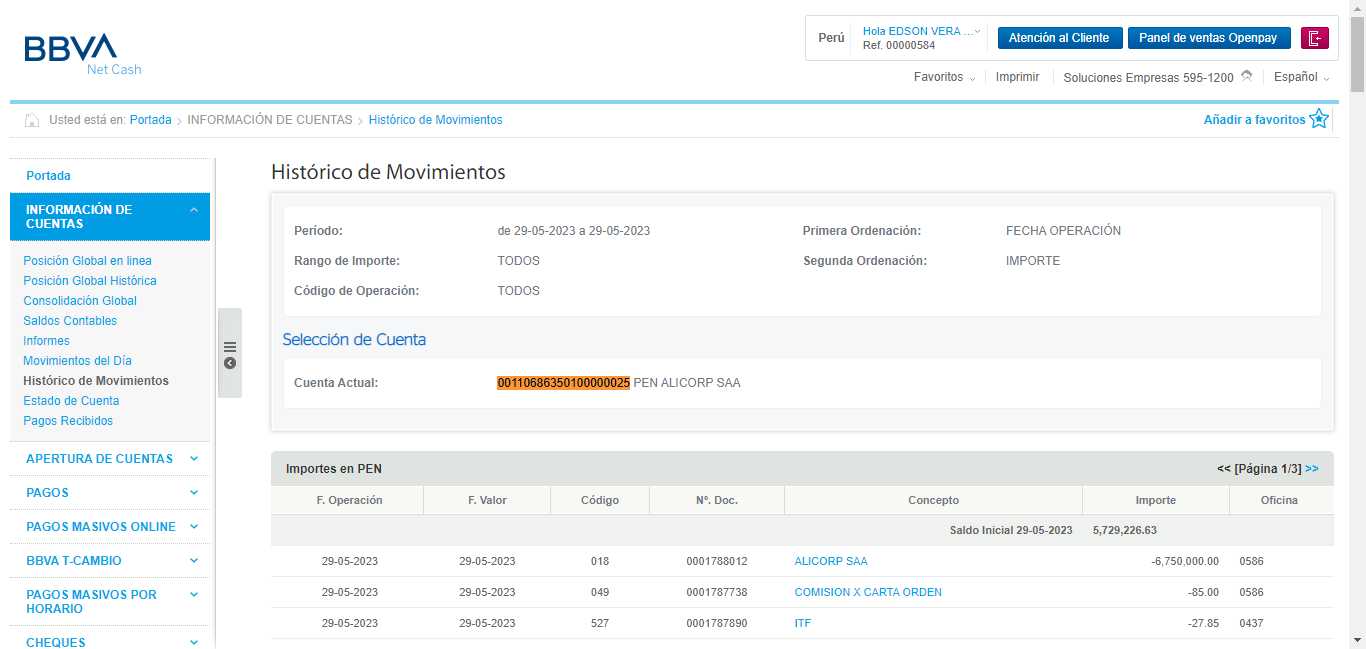 BBVA
Net Cash
Perú
Hola EDSON VERA ...
Ref. 00000584
Atención al Cliente
Panel de ventas Openpay
Favoritos
Imprimir
Soluciones Empresas 595-1200
Español
Usted está en: Portada > INFORMACIÓN DE CUENTAS > Histórico de Movimientos
Añadir a favoritos
Portada
INFORMACIÓN DE
CUENTAS
Posición Global en linea
Posición Global Histórica
Consolidación Global
Saldos Contables
Informes
Movimientos del Día
Histórico de Movimientos
Estado de Cuenta
Pagos Recibidos
APERTURA DE CUENTAS
PAGOS
PAGOS MASIVOS ONLINE
BBVA T-CAMBIO
PAGOS MASIVOS POR
HORARIO
CHEQUES
Histórico de Movimientos
Período: de 29-05-2023 a 29-05-2023 Primera Ordenación: FECHA OPERACIÓN
Rango de Importe: TODOS Segunda Ordenación: IMPORTE
Código de Operación: TODOS
Selección de Cuenta
Cuenta Actual: 00110686350100000025 PEN ALICORP SAA
Importes en PEN << [Página 1/3] >>
F. Operación F. Valor Código Nº. Doc. Concepto Importe Oficina
Saldo Inicial 29-05-2023 5,729,226.63
29-05-2023 29-05-2023 018 0001788012 ALICORP SAA -6,750,000.00 0586
29-05-2023 29-05-2023 049 0001787738 COMISION X CARTA ORDEN -85.00 0586
29-05-2023 29-05-2023 527 0001787890 ITF -27.85 0437